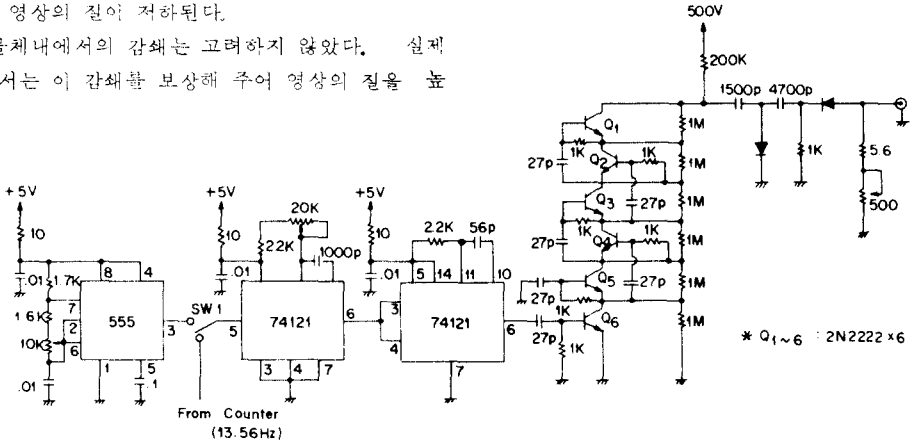 영상의 질이 저하된다.
물체내에서의 감쇄는 고려하지 않았다. 실제
서는 이 감쇄를 보상해 주어 영상의 질을 높
500V
200K
1500p 4700p
Q1
1K
27p
Q2
1K
1M
1M
1K
5.6
500
Q3
1K
27p
27p
1M
Q4
1K
1M
Q5
1K
27p
27p
1M
Q6
1K
27p
1M
* Q1~6 : 2N2222 x 6
+5V
10
.01
1.7K
1.6K
10K
.01
8 4
7
2
6
555
3
1 5
.1
SW1
From Counter
(13.56Hz)
+5V
10
.01
22K
20K
1000p
5
74121
6
3 4 7
+5V
10
.01
2.2K
56p
5 14 11 10
3
4
74121
6
7